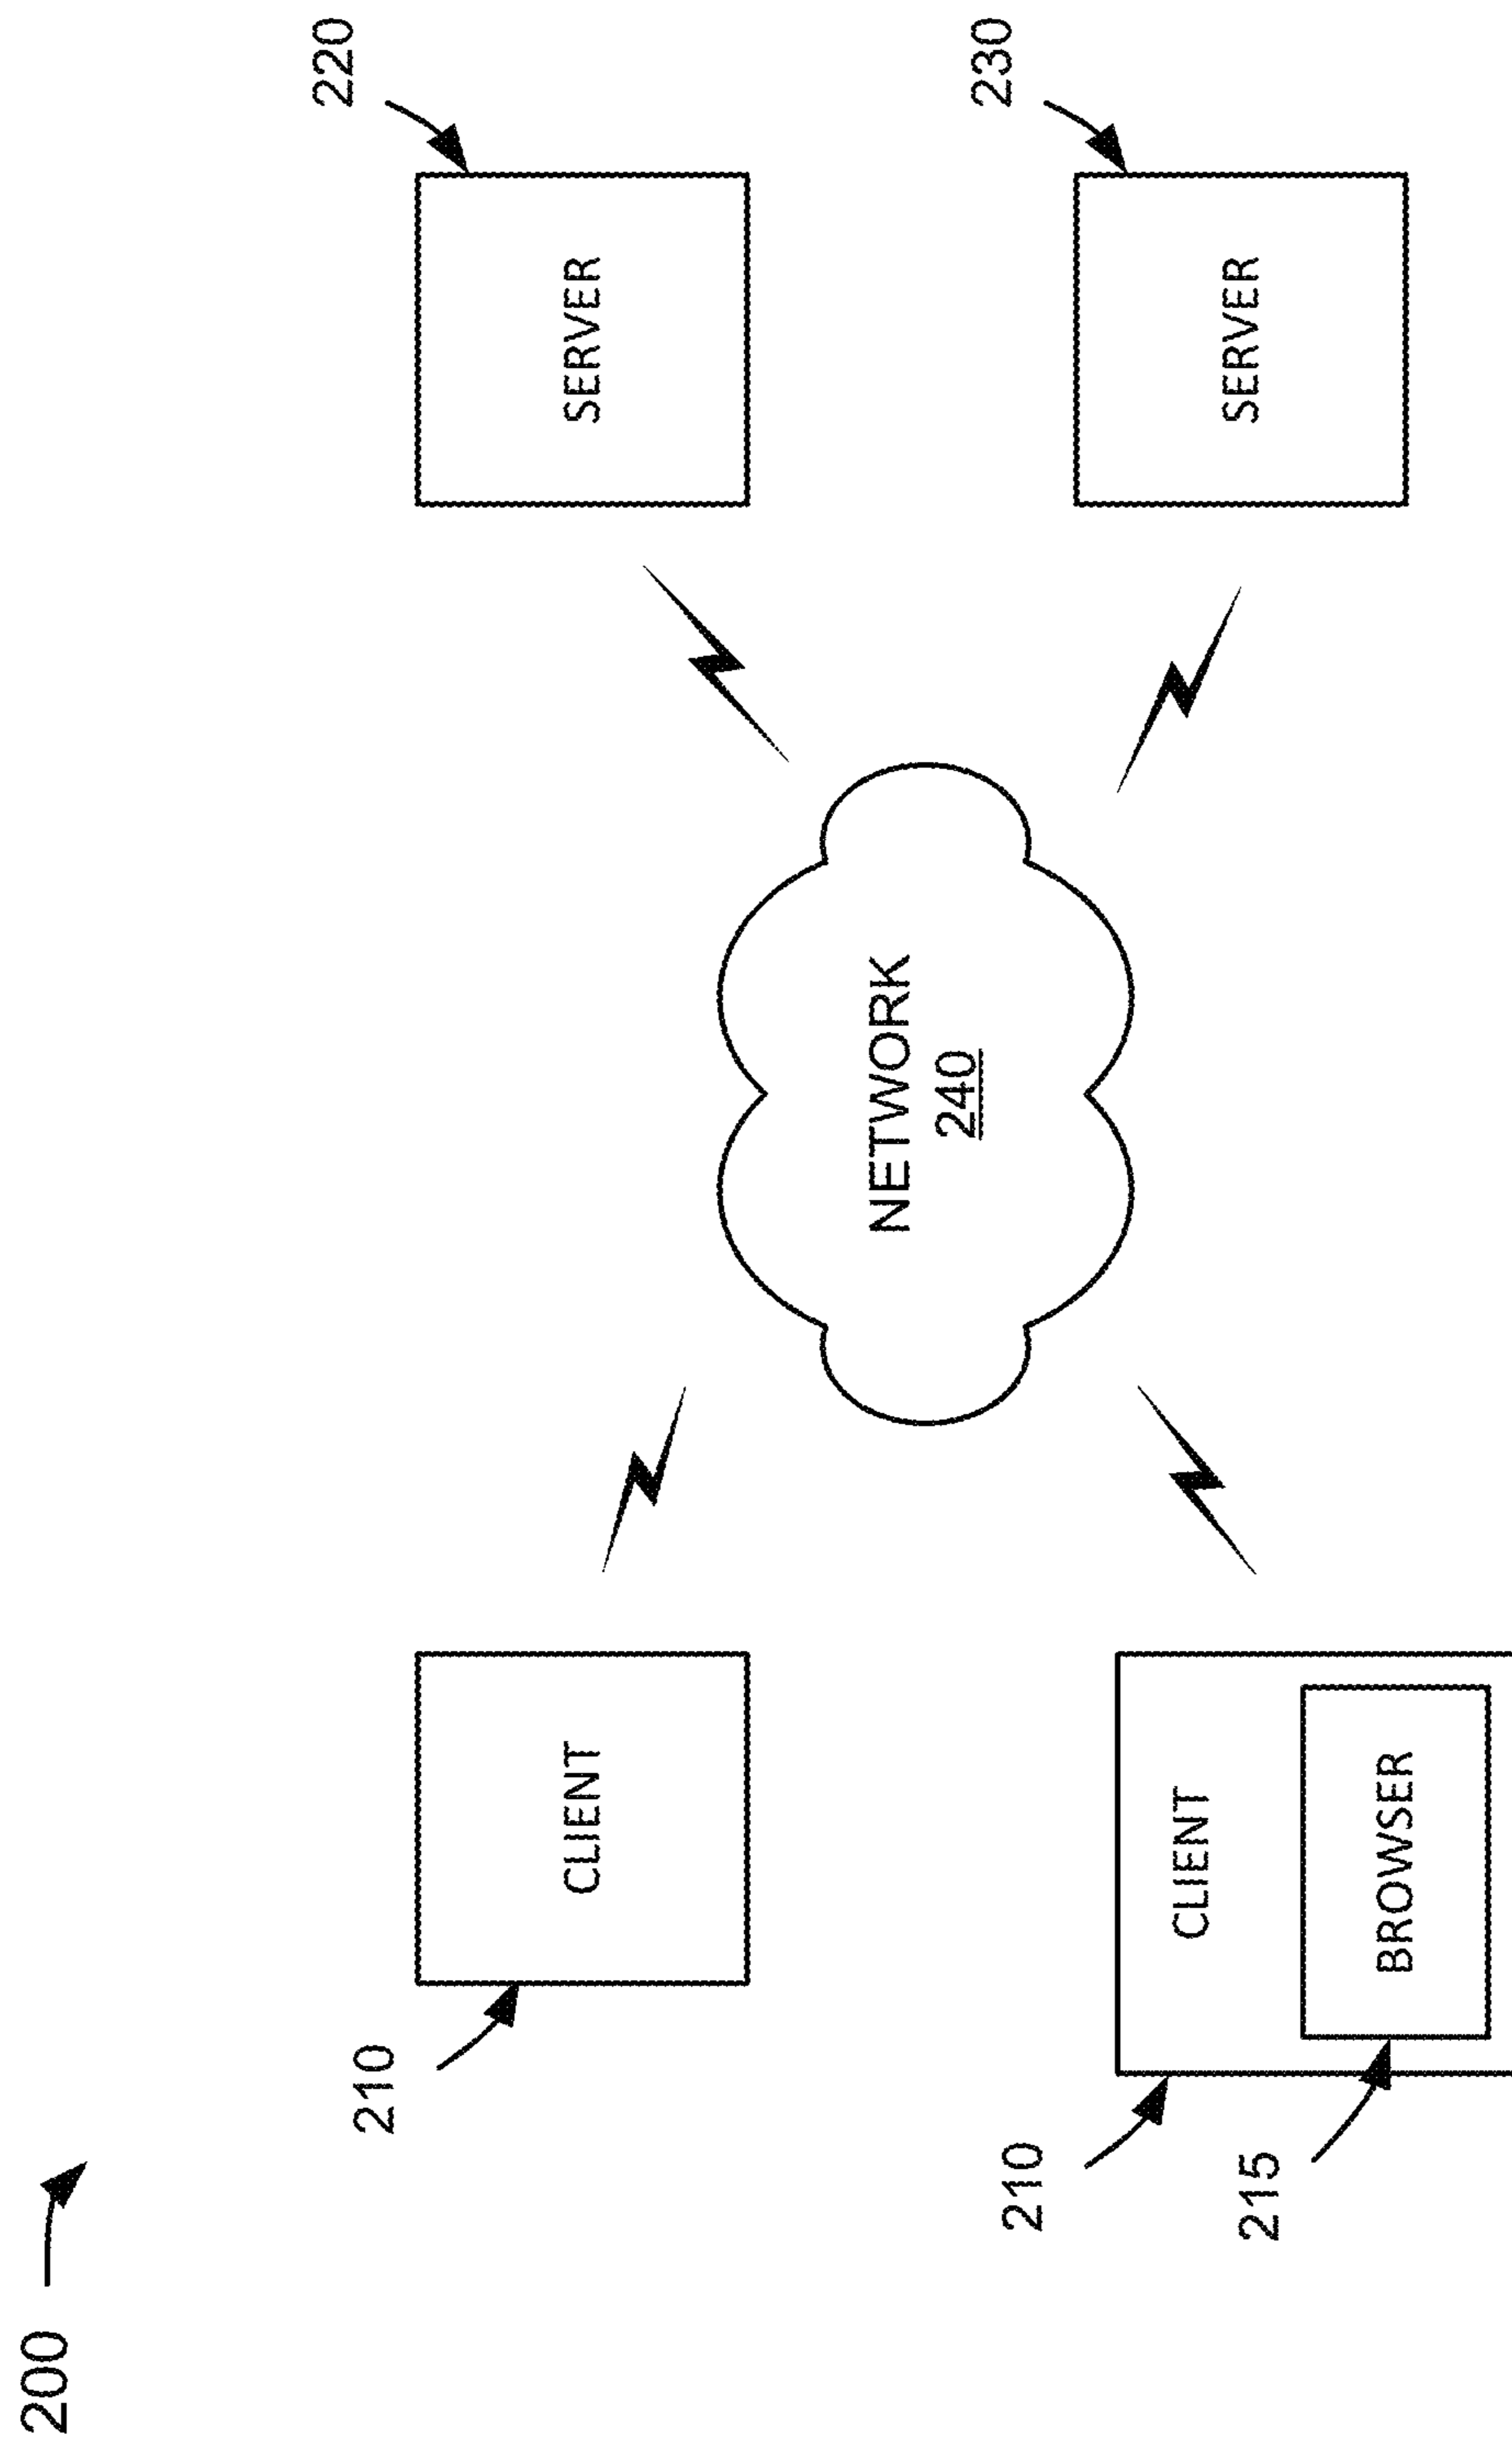 200
210
CLIENT
220
SERVER
NETWORK
240
210
CLIENT
215
BROWSER
230
SERVER